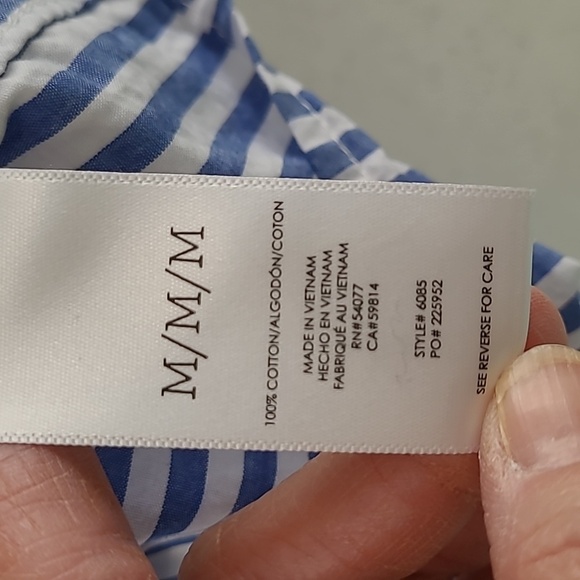 M/M/M
100% COTTON/ALGODÓN/COTON
MADE IN VIETNAM
HECHO EN VIETNAM
FABRIQUÉ AU VIETNAM
RN#54077
CA#59814
STYLE# 6085
PO# 225952
SEE REVERSE FOR CARE